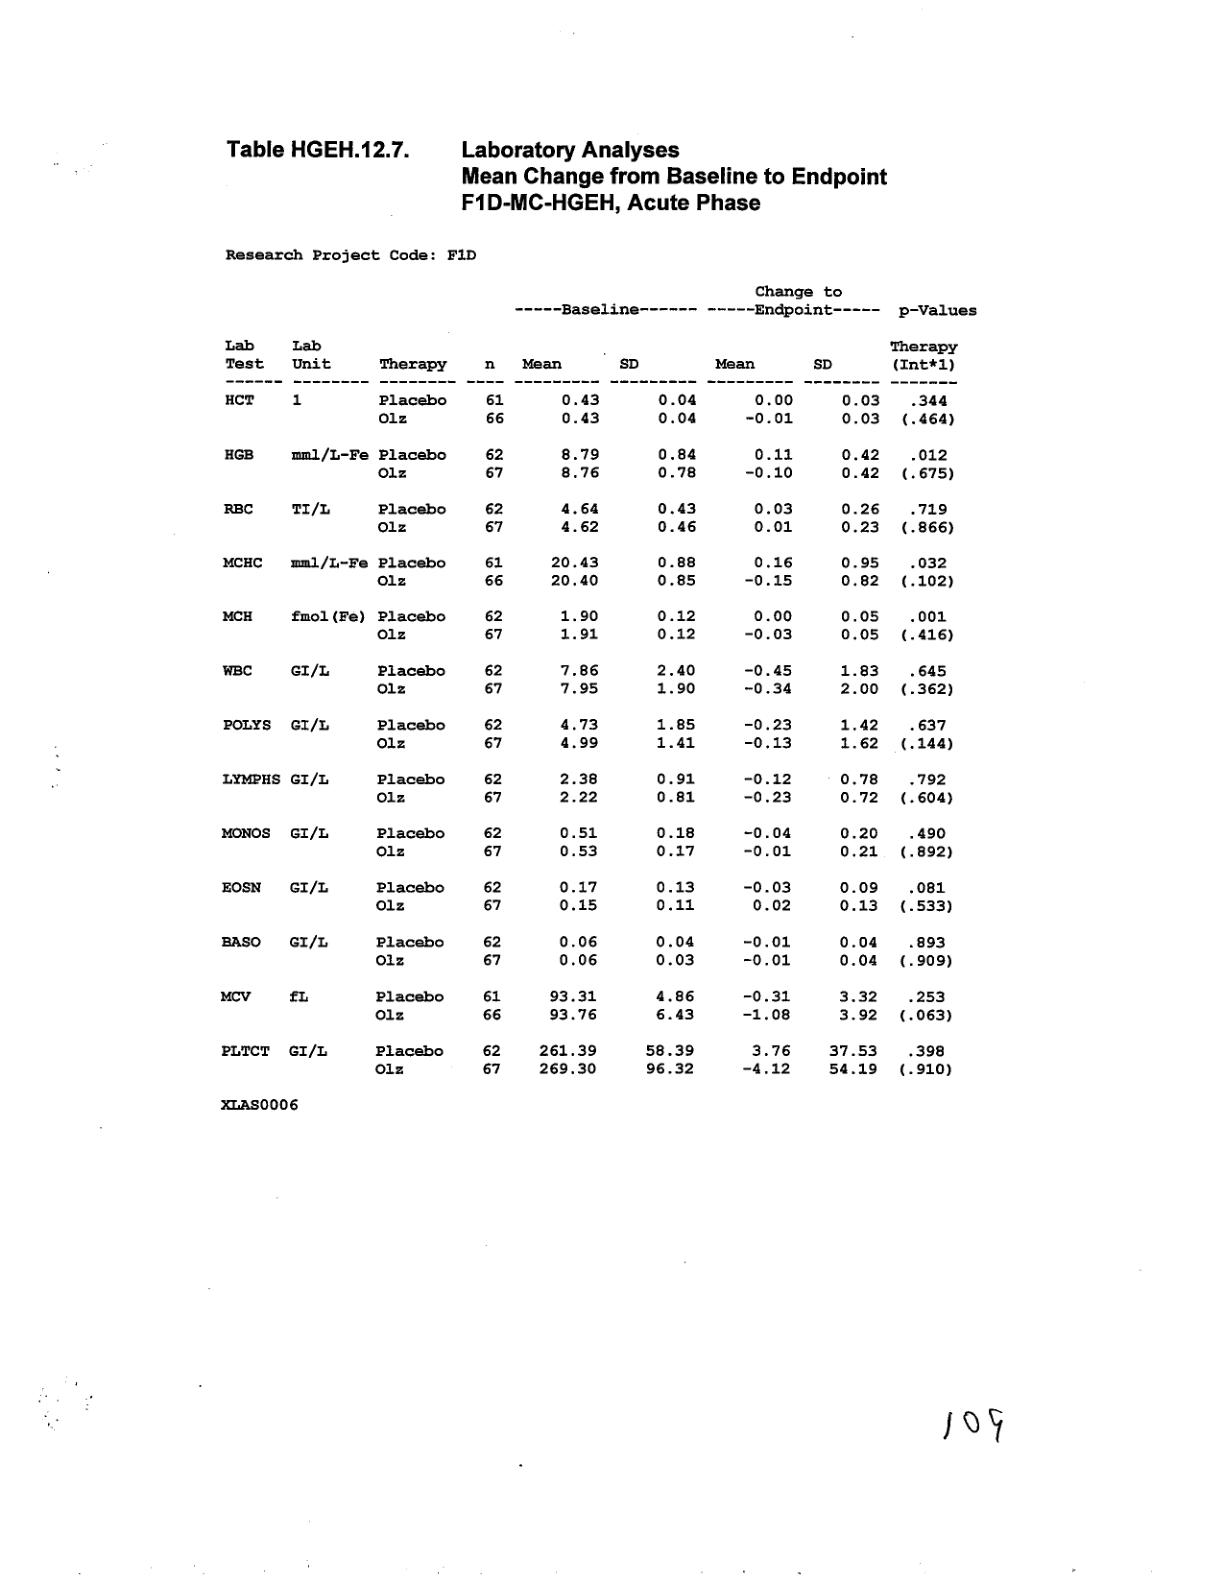 Table HGEH.12.7. Laboratory Analyses
Mean Change from Baseline to Endpoint
F1D-MC-HGEH, Acute Phase
Research Project Code: F1D
Change to
-----Baseline------ -----Endpoint----- p-Values
Lab Lab Therapy
Test Unit Therapy n Mean SD Mean SD (Int*1)
------ -------- -------- ---- --------- --------- --------- -------- -------
HCT 1 Placebo 61 0.43 0.04 0.00 0.03 .344
Olz 66 0.43 0.04 -0.01 0.03 (.464)
HGB mml/L-Fe Placebo 62 8.79 0.84 0.11 0.42 .012
Olz 67 8.76 0.78 -0.10 0.42 (.675)
RBC TI/L Placebo 62 4.64 0.43 0.03 0.26 .719
Olz 67 4.62 0.46 0.01 0.23 (.866)
MCHC mml/L-Fe Placebo 61 20.43 0.88 0.16 0.95 .032
Olz 66 20.40 0.85 -0.15 0.82 (.102)
MCH fmol(Fe) Placebo 62 1.90 0.12 0.00 0.05 .001
Olz 67 1.91 0.12 -0.03 0.05 (.416)
WBC GI/L Placebo 62 7.86 2.40 -0.45 1.83 .645
Olz 67 7.95 1.90 -0.34 2.00 (.362)
POLYS GI/L Placebo 62 4.73 1.85 -0.23 1.42 .637
Olz 67 4.99 1.41 -0.13 1.62 (.144)
LYMPHS GI/L Placebo 62 2.38 0.91 -0.12 0.78 .792
Olz 67 2.22 0.81 -0.23 0.72 (.604)
MONOS GI/L Placebo 62 0.51 0.18 -0.04 0.20 .490
Olz 67 0.53 0.17 -0.01 0.21 (.892)
EOSN GI/L Placebo 62 0.17 0.13 -0.03 0.09 .081
Olz 67 0.15 0.11 0.02 0.13 (.533)
BASO GI/L Placebo 62 0.06 0.04 -0.01 0.04 .893
Olz 67 0.06 0.03 -0.01 0.04 (.909)
MCV fL Placebo 61 93.31 4.86 -0.31 3.32 .253
Olz 66 93.76 6.43 -1.08 3.92 (.063)
PLTCT GI/L Placebo 62 261.39 58.39 3.76 37.53 .398
Olz 67 269.30 96.32 -4.12 54.19 (.910)
XLAS0006
109